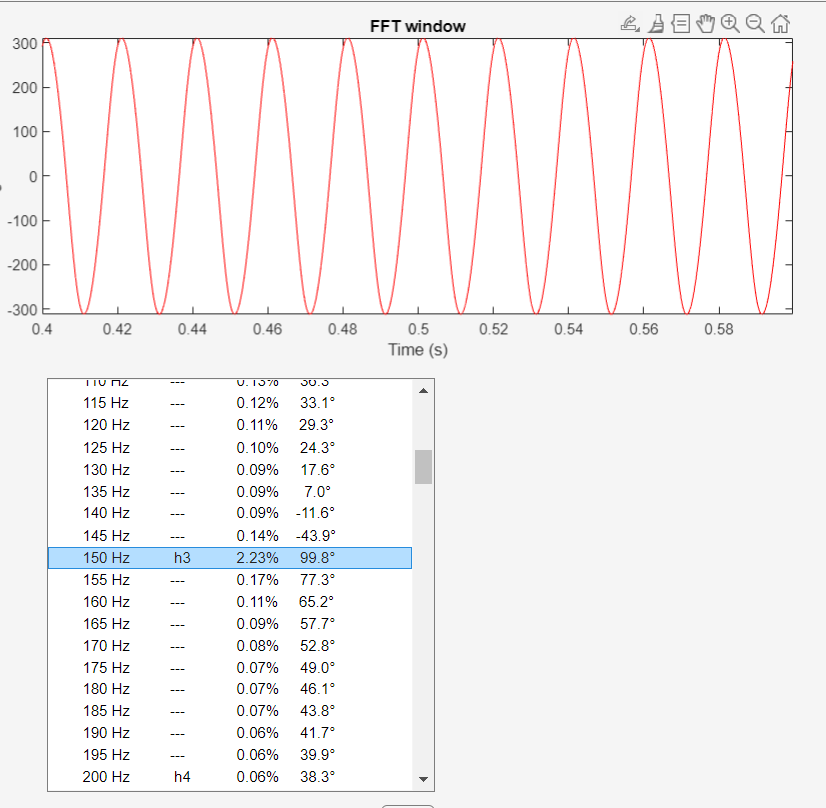 FFT window
300
200
100
0
-100
-200
-300
0.4 0.42 0.44 0.46 0.48 0.5 0.52 0.54 0.56 0.58
Time (s)
110 Hz --- 0.13% 36.3
115 Hz --- 0.12% 33.1°
120 Hz --- 0.11% 29.3°
125 Hz --- 0.10% 24.3°
130 Hz --- 0.09% 17.6°
135 Hz --- 0.09% 7.0°
140 Hz --- 0.09% -11.6°
145 Hz --- 0.14% -43.9°
150 Hz h3 2.23% 99.8°
155 Hz --- 0.17% 77.3°
160 Hz --- 0.11% 65.2°
165 Hz --- 0.09% 57.7°
170 Hz --- 0.08% 52.8°
175 Hz --- 0.07% 49.0°
180 Hz --- 0.07% 46.1°
185 Hz --- 0.07% 43.8°
190 Hz --- 0.06% 41.7°
195 Hz --- 0.06% 39.9°
200 Hz h4 0.06% 38.3°